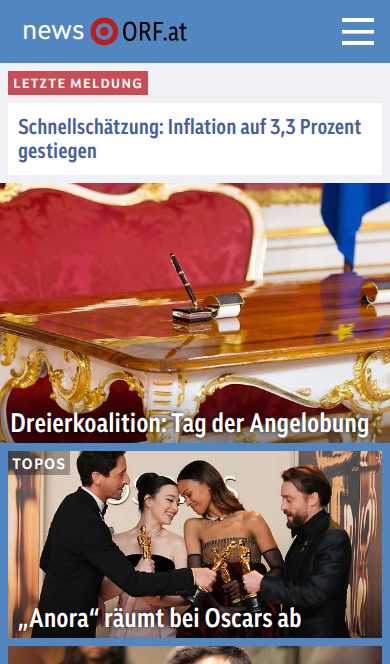 news ORF.at
LETZTE MELDUNG
Schnellschätzung: Inflation auf 3,3 Prozent
gestiegen
Dreierkoalition: Tag der Angelobung
TOPOS
„Anora“ räumt bei Oscars ab